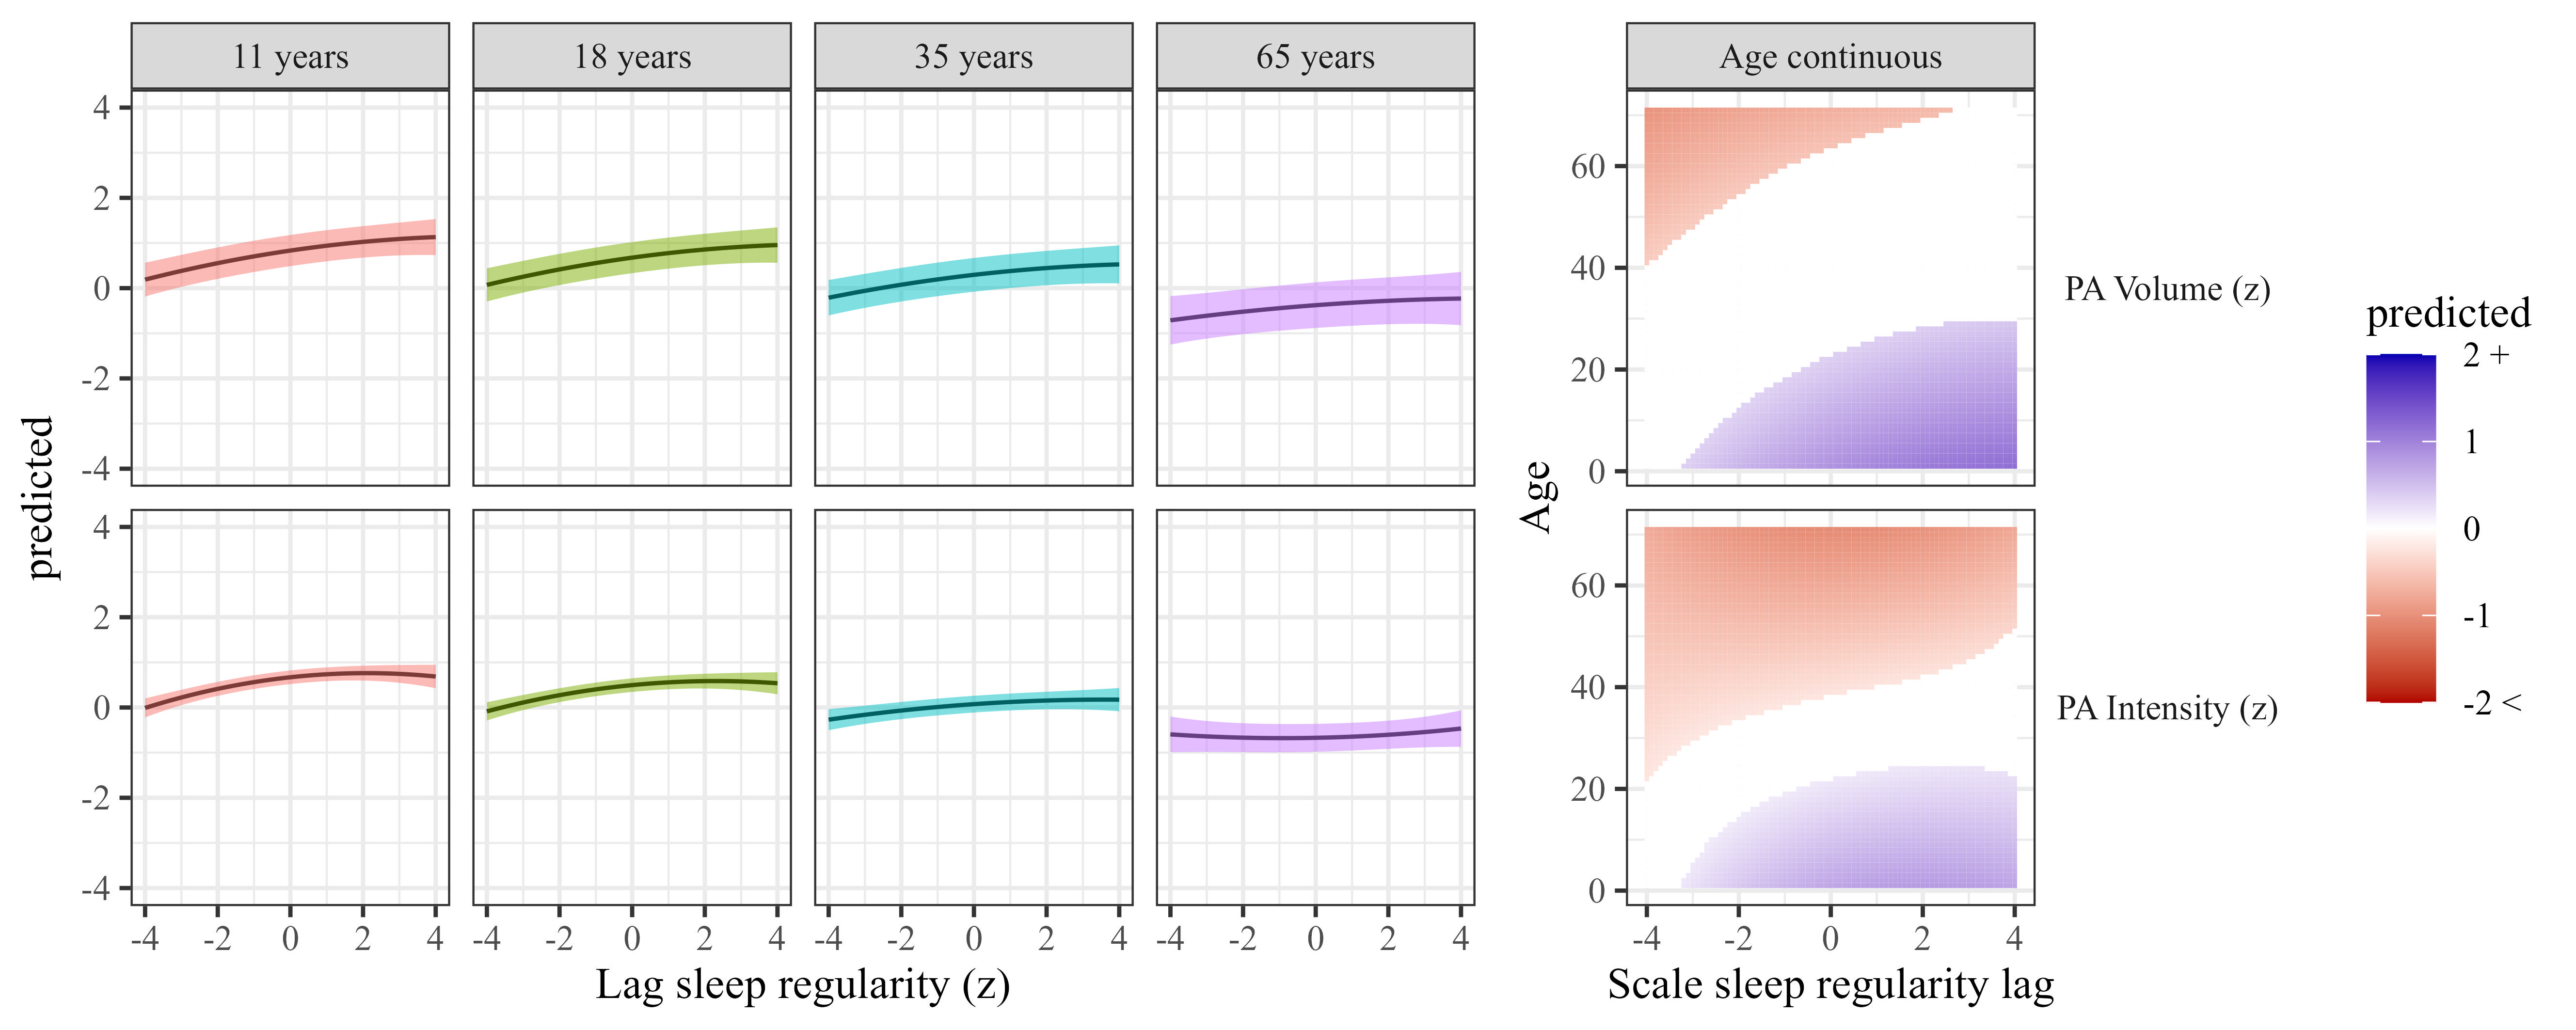 11 years 18 years 35 years 65 years Age continuous
4
2
0
-2
-4
4
2
0
-2
-4
predicted
-4 -2 0 2 4 -4 -2 0 2 4 -4 -2 0 2 4 -4 -2 0 2 4
Lag sleep regularity (z)
60
40
20
0
60
40
20
0
Age
-4 -2 0 2 4
Scale sleep regularity lag
PA Volume (z)
PA Intensity (z)
predicted
2 +
1
0
-1
-2 <